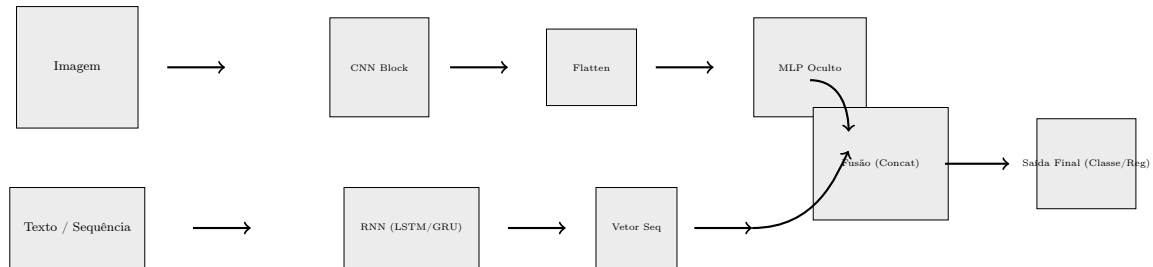 Imagem
CNN Block
Flatten
MLP Oculto
Fusão (Concat)
Saída Final (Classe/Reg)
Texto / Sequência
RNN (LSTM/GRU)
Vetor Seq